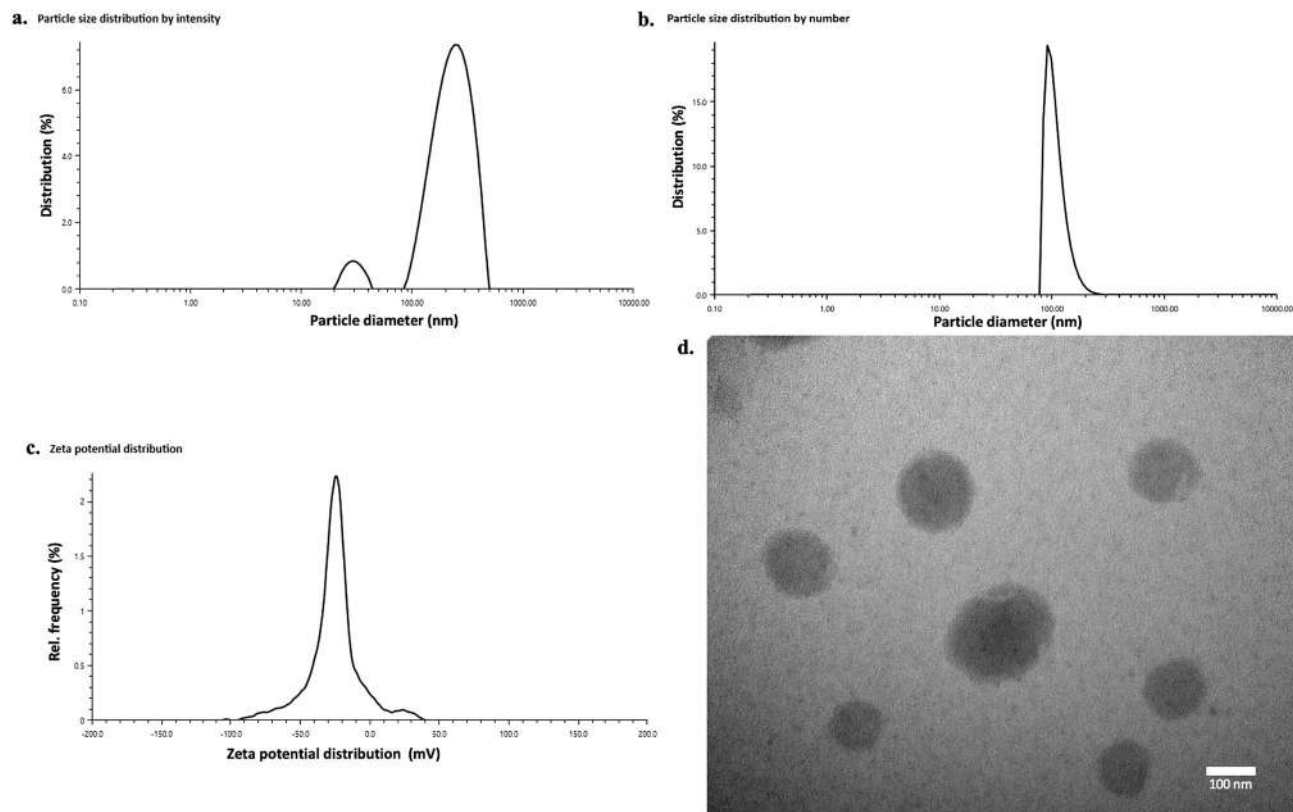 a. Particle size distribution by intensity
6.0
4.0
2.0
0.0
0.10 1.00 10.00 100.00 1000.00 10000.00
Distribution (%)
Particle diameter (nm)
b. Particle size distribution by number
15.0
10.0
5.0
0.0
0.10 1.00 10.00 100.00 1000.00 10000.00
Distribution (%)
Particle diameter (nm)
c. Zeta potential distribution
2
1.5
1
0.5
0
-200.0 -150.0 -100.0 -50.0 0.0 50.0 100.0 150.0 200.0
Rel. frequency (%)
Zeta potential distribution (mV)
d.
100 nm